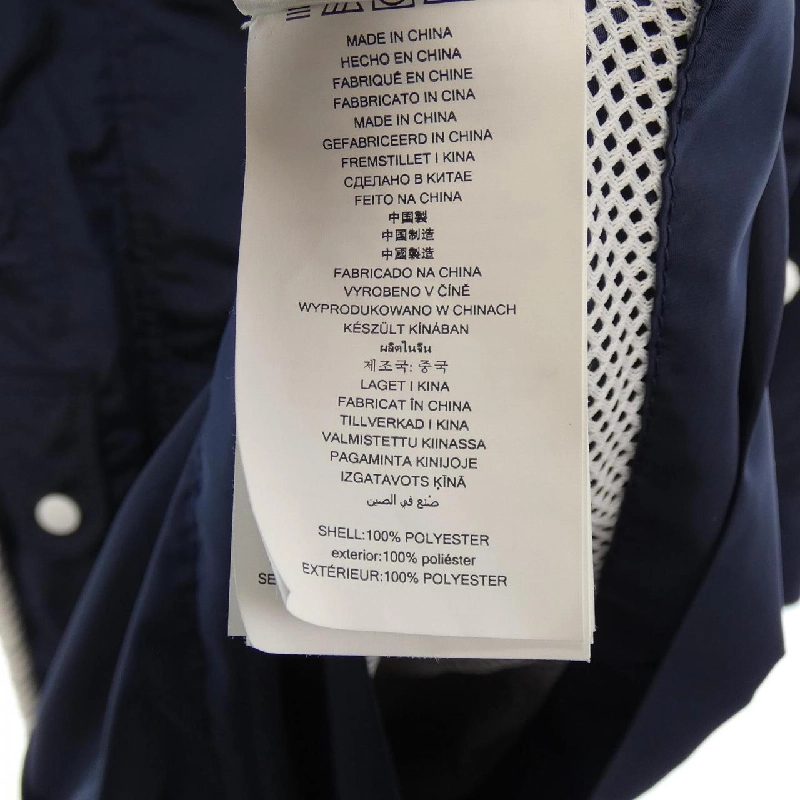 MADE IN CHINA
HECHO EN CHINA
FABRIQUÉ EN CHINE
FABBRICATO IN CINA
MADE IN CHINA
GEFABRICEERD IN CHINA
FREMSTILLET I KINA
СДЕЛАНО В КИТАЕ
FEITO NA CHINA
中国製
中国制造
中國製造
FABRICADO NA CHINA
VYROBENO V ČÍNĚ
WYPRODUKOWANO W CHINACH
KÉSZÜLT KÍNÁBAN
ผลิตในจีน
제조국: 중국
LAGET I KINA
FABRICAT ÎN CHINA
TILLVERKAD I KINA
VALMISTETTU KIINASSA
PAGAMINTA KINIJOJE
IZGATAVOTS ĶĪNĀ
صُنع في الصين
SHELL:100% POLYESTER
exterior:100% poliéster
EXTÉRIEUR:100% POLYESTER
SE